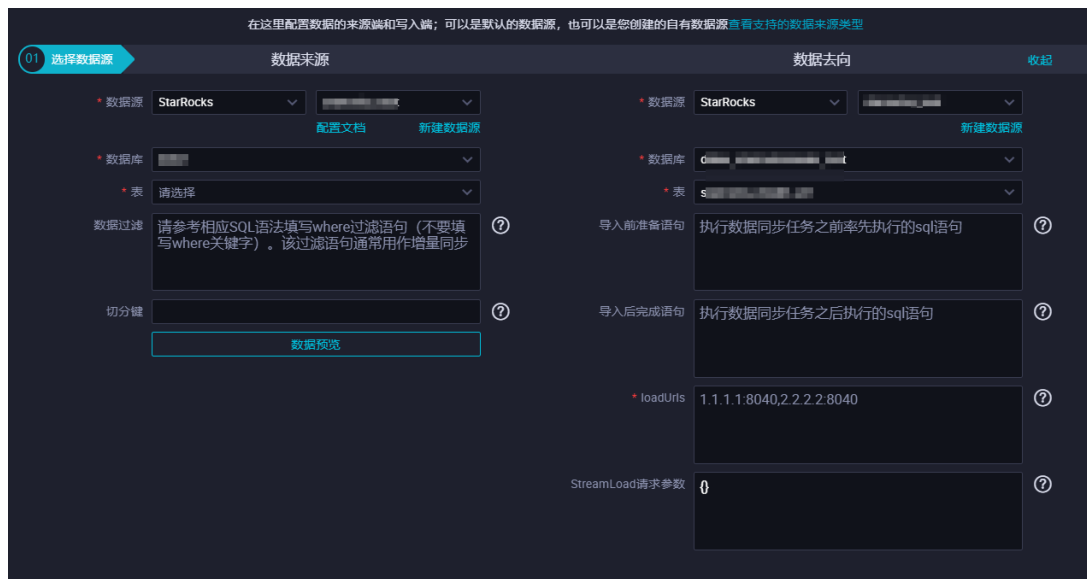 在这里配置数据的来源端和写入端；可以是默认的数据源，也可以是您创建的自有数据源查看支持的数据来源类型
01 选择数据源 数据来源 数据去向 收起
* 数据源 StarRocks
配置文档 新建数据源
* 数据库
* 表 请选择
数据过滤 请参考相应SQL语法填写where过滤语句（不要填
写where关键字）。该过滤语句通常用作增量同步
切分键
数据预览
* 数据源 StarRocks
新建数据源
* 数据库
* 表
导入前准备语句 执行数据同步任务之前率先执行的sql语句
导入后完成语句 执行数据同步任务之后执行的sql语句
* loadUrls 1.1.1.1:8040,2.2.2.2:8040
StreamLoad请求参数 {}